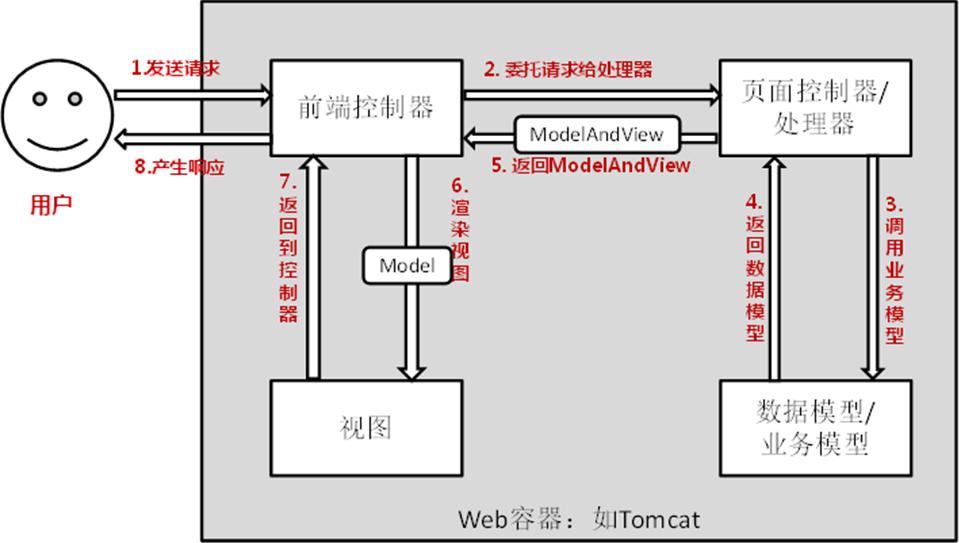 1.发送请求
2. 委托请求给处理器
前端控制器
页面控制器/
处理器
ModelAndView
8.产生响应
5. 返回ModelAndView
用户
7.
返
回
到
控
制
器
6.
渲
染
视
图
Model
4.
返
回
数
据
模
型
3.
调
用
业
务
模
型
视图
数据模型/
业务模型
Web容器：如Tomcat